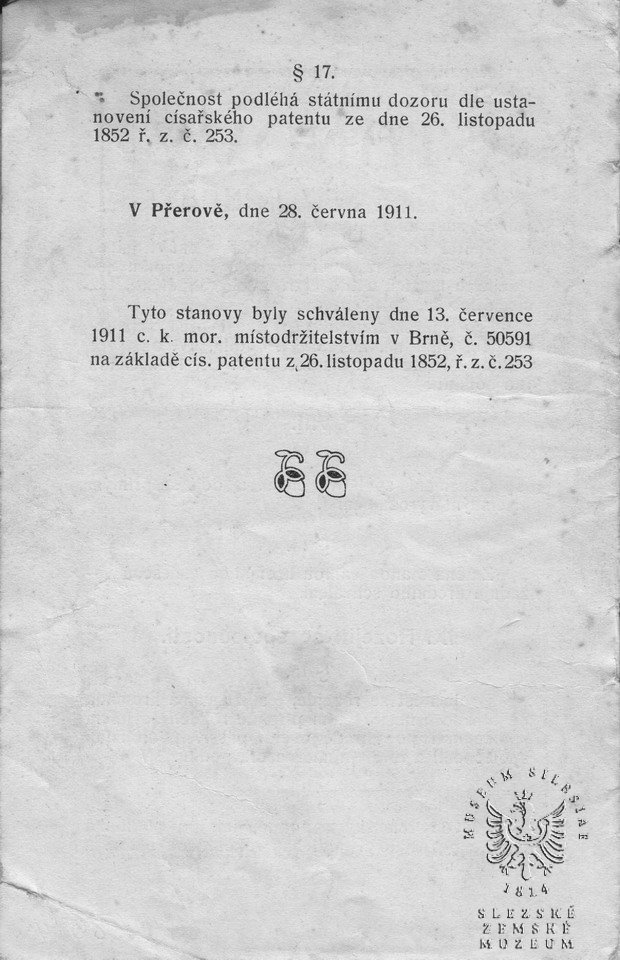 § 17.
Společnost podléhá státnímu dozoru dle usta-
novení císařského patentu ze dne 26. listopadu
1852 ř. z. č. 253.
V Přerově, dne 28. června 1911.
Tyto stanovy byly schváleny dne 13. července
1911 c. k. mor. místodržitelstvím v Brně, č. 50591
na základě cís. patentu z 26. listopadu 1852, ř. z. č. 253
MUSEUM SILESIAE
1814
SLEZSKÉ
ZEMSKÉ
MUZEUM